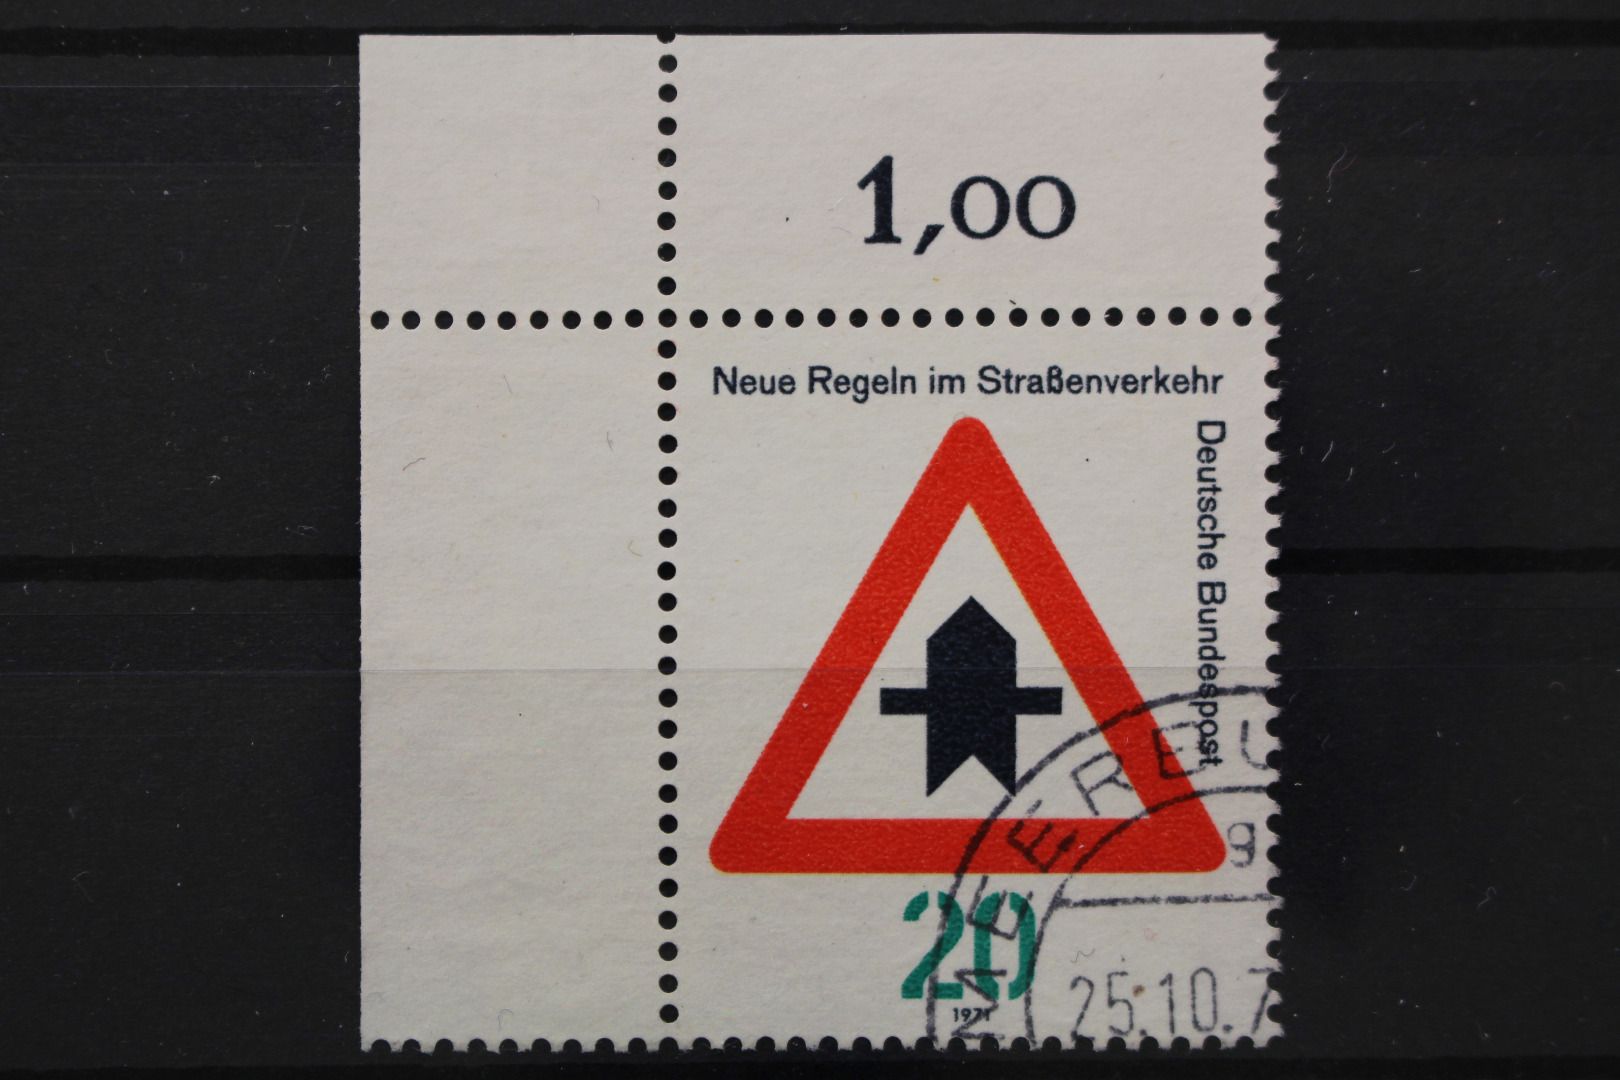 1,00
Neue Regeln im Straßenverkehr
Deutsche Bundespost
20
1971
25.10.7